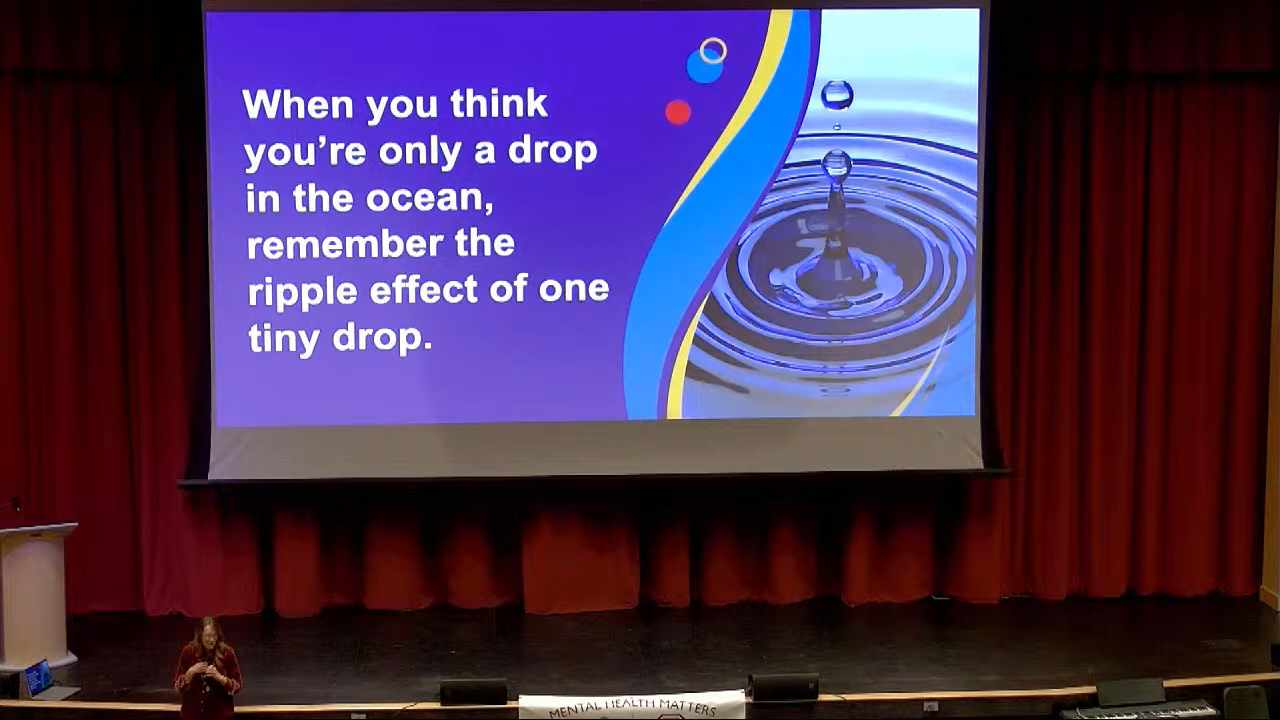 When you think
you're only a drop
in the ocean,
remember the
ripple effect of one
tiny drop.
MENTAL HEALTH MATTERS